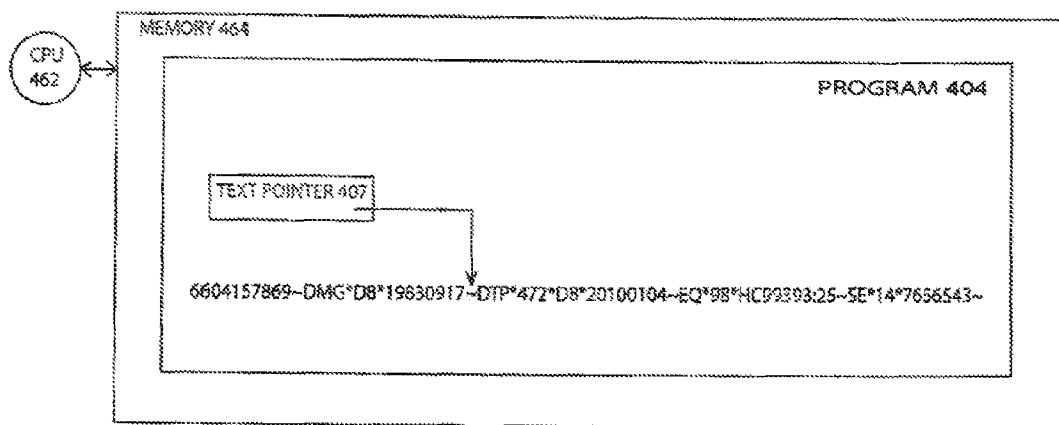 MEMORY 464
CPU
462
PROGRAM 404
TEXT POINTER 407
6604157869~DMG*D8*19630917~DTP*472*D8*20100104~EQ*98*HC99393:25~SE*14*7656543~